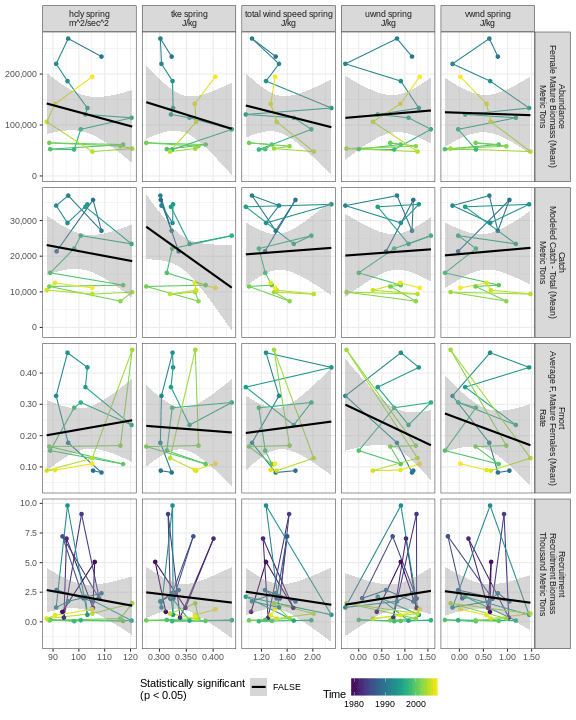 hcly spring
m^2/sec^2
tke spring
J/kg
total wind speed spring
J/kg
uwnd spring
J/kg
vwnd spring
J/kg
200,000
100,000
0
Abundance
Female Mature Biomass (Mean)
Metric Tons
30,000
20,000
10,000
0
Catch
Modeled Catch - Total (Mean)
Metric Tons
0.40
0.30
0.20
0.10
Fmort
Average F, Mature Females (Mean)
Rate
10.0
7.5
5.0
2.5
0.0
Recruitment
Recruitment Biomass
Thousand Metric Tons
90 100 110 120
0.300 0.350 0.400
1.20 1.60 2.00
0.00 0.50 1.00 1.50
0.00 0.50 1.00 1.50
Statistically significant
(p < 0.05)
FALSE
Time
1980 1990 2000